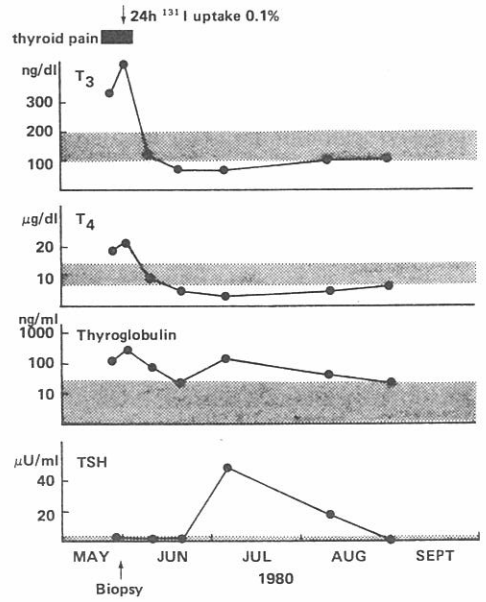 24h ¹³¹ I uptake 0.1%
thyroid pain
ng/dl
T₃
300
200
100
μg/dl
T₄
20
10
ng/ml
1000
Thyroglobulin
100
10
μU/ml
TSH
40
20
MAY JUN JUL AUG SEPT
1980
Biopsy